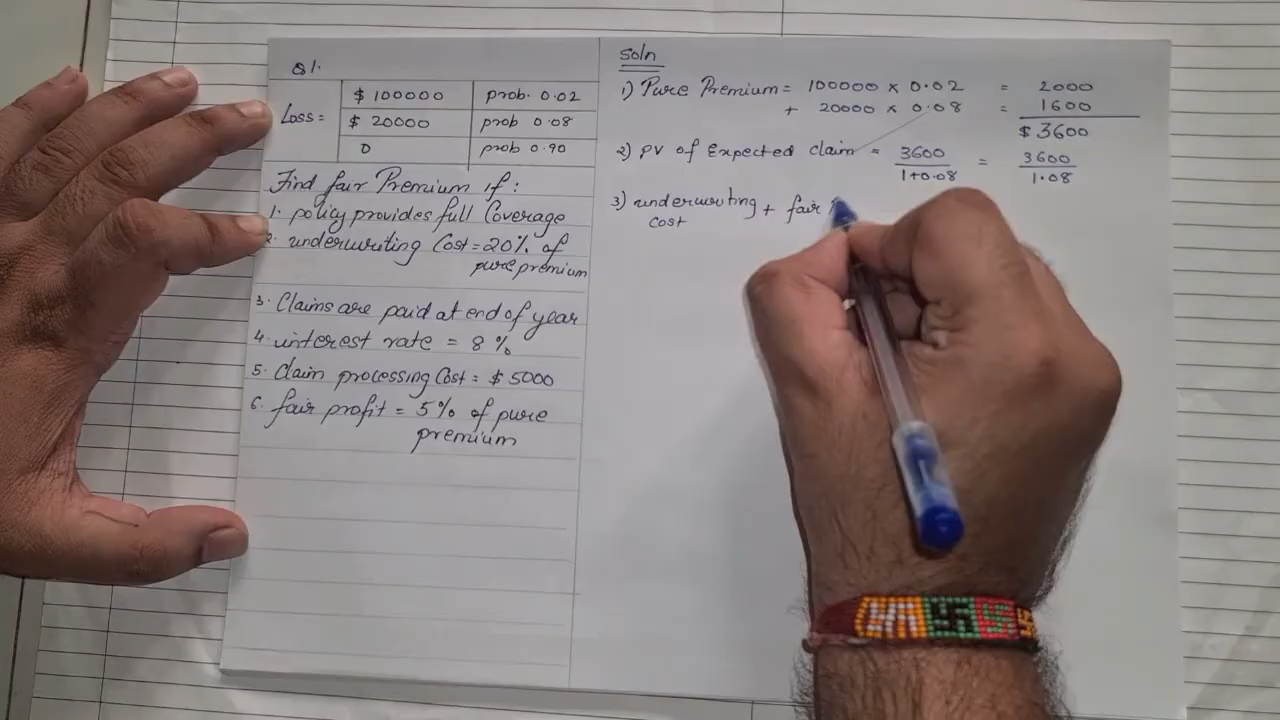 Q1.
Loss =
$ 100000 prob. 0.02
$ 20000 prob 0.08
0 prob 0.90
Find fair Premium if :
1. policy provides full Coverage
2. underwriting Cost = 20% of
pure premium
3. Claims are paid at end of year
4. interest rate = 8 %
5. Claim processing Cost = $ 5000
6. fair profit = 5% of pure
premium
Soln
1) Pure Premium = 100000 x 0.02 = 2000
+ 20000 x 0.08 = 1600
$ 3600
2) PV of Expected claim = 3600 / 1+0.08 = 3600 / 1.08
3) underwriting + fair
cost